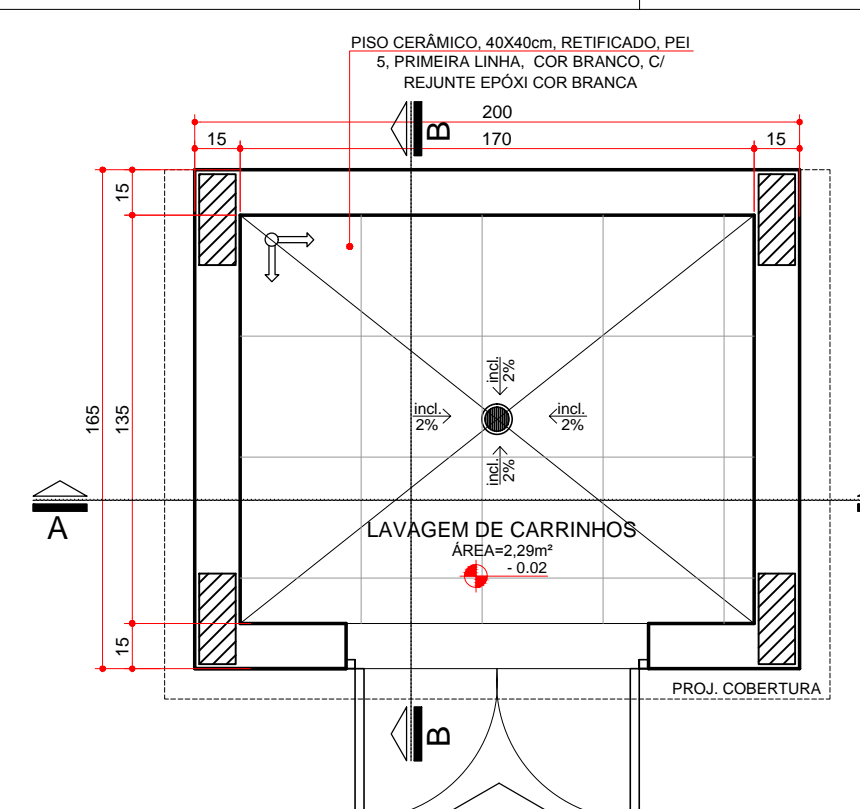 PISO CERÂMICO, 40X40cm, RETIFICADO, PEI
5, PRIMEIRA LINHA, COR BRANCO, C/
REJUNTE EPÓXI COR BRANCA
200
B
15
170
15
15
incl.
2%
incl.
2%
incl.
2%
165
135
incl.
2%
A
LAVAGEM DE CARRINHOS
ÁREA=2,29m²
- 0.02
15
PROJ. COBERTURA
B